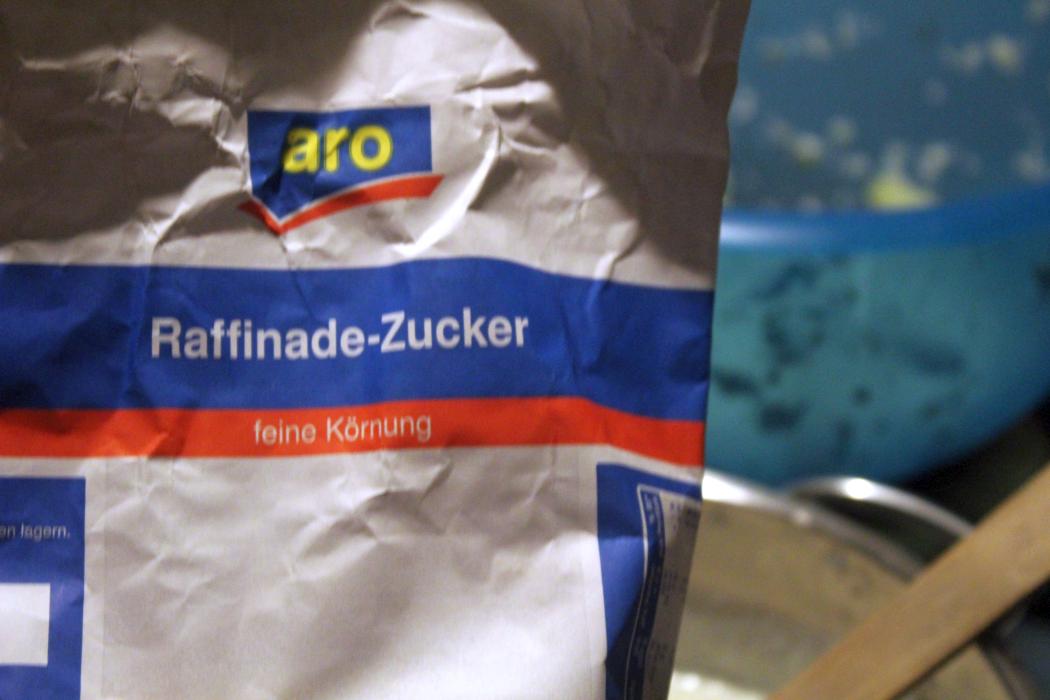 aro
Raffinade-Zucker
feine Körnung
en lagern.